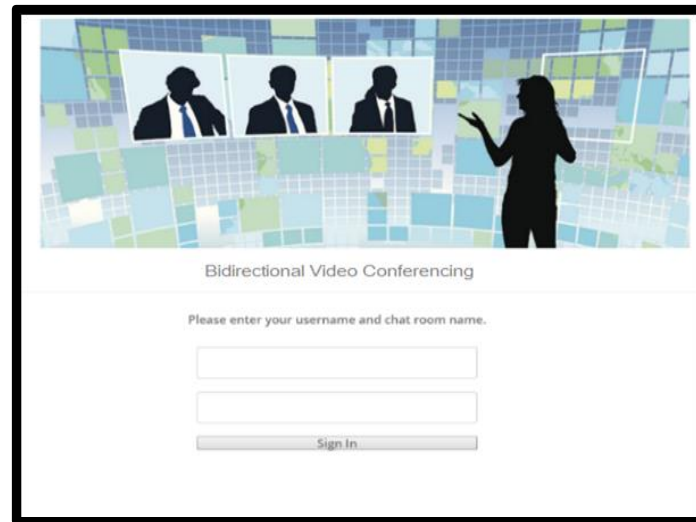 Bidirectional Video Conferencing
Please enter your username and chat room name.
Sign In